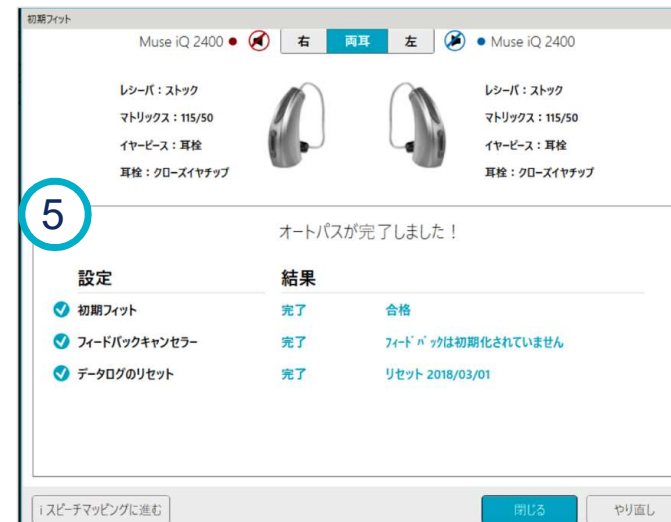 初期フィット
Muse iQ 2400 右 両耳 左 Muse iQ 2400
レシーバ：ストック レシーバ：ストック
マトリックス：115/50 マトリックス：115/50
イヤーピース：耳栓 イヤーピース：耳栓
耳栓：クローズイヤチップ 耳栓：クローズイヤチップ
5
オートパスが完了しました！
設定 結果
初期フィット 完了 合格
フィードバックキャンセラー 完了 フィードバックは初期化されていません
データログのリセット 完了 リセット 2018/03/01
i スピーチマッピングに進む 閉じる やり直し